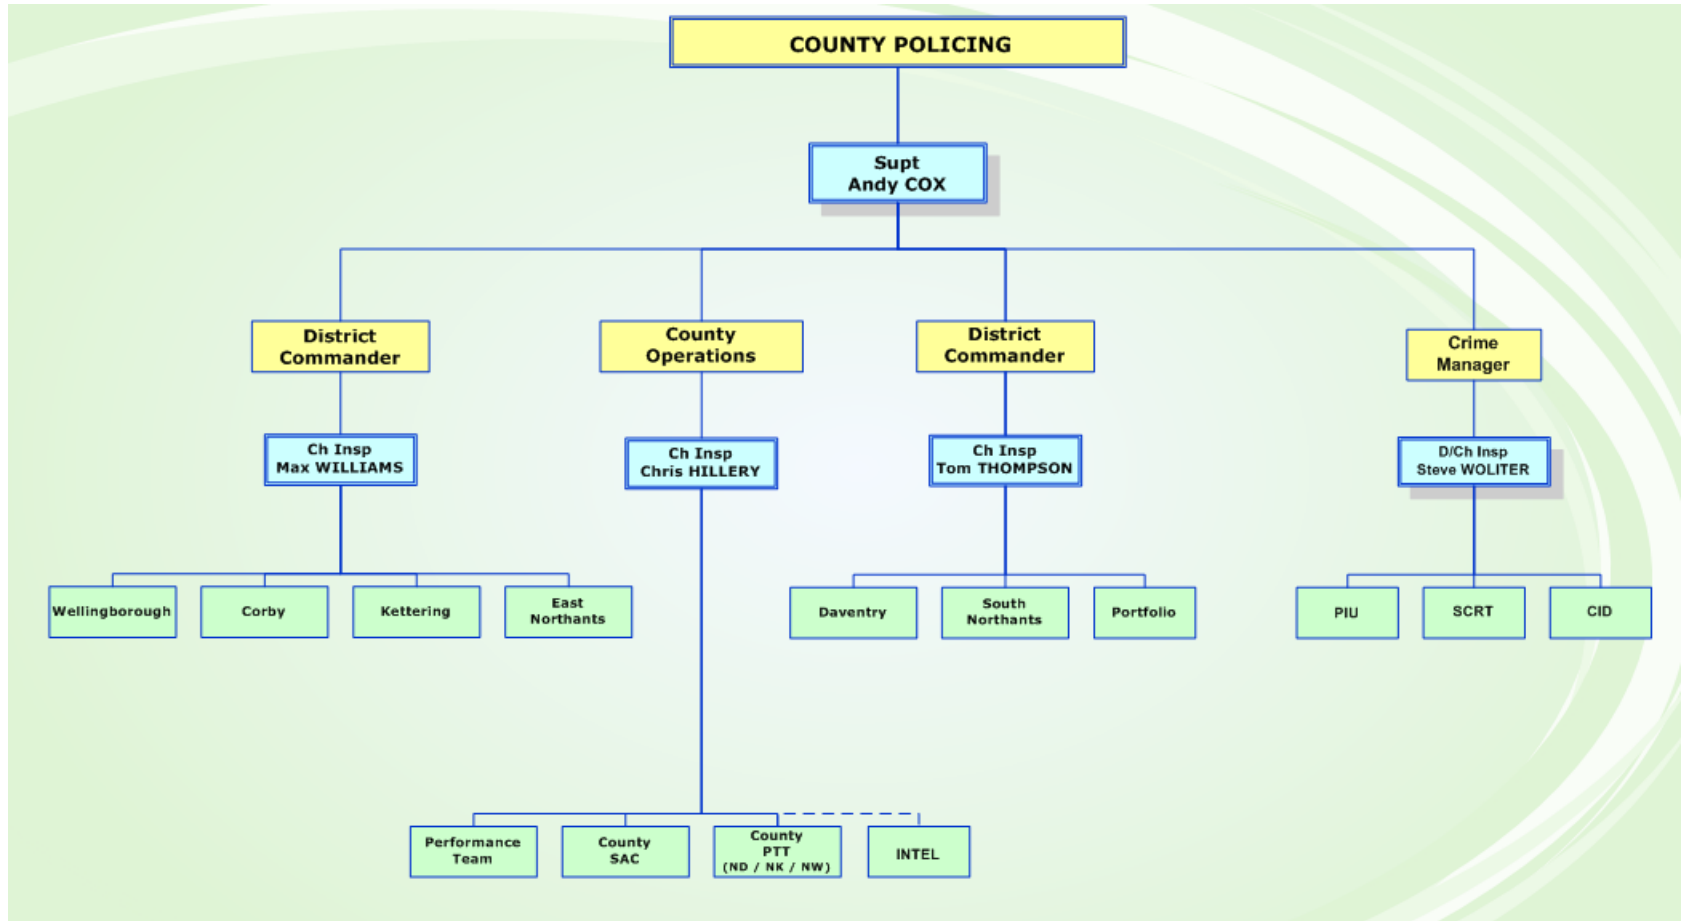 COUNTY POLICING
Supt
Andy COX
District
Commander
County
Operations
District
Commander
Crime
Manager
Ch Insp
Max WILLIAMS
Ch Insp
Chris HILLERY
Ch Insp
Tom THOMPSON
D/Ch Insp
Steve WOLITER
Wellingborough
Corby
Kettering
East
Northants
Daventry
South
Northants
Portfolio
PIU
SCRT
CID
Performance
Team
County
SAC
County
PTT
(ND / NK / NW)
INTEL